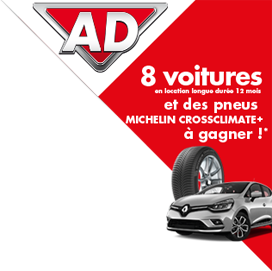 AD
8 voitures
en location longue durée 12 mois
et des pneus
MICHELIN CROSSCLIMATE+
à gagner !*